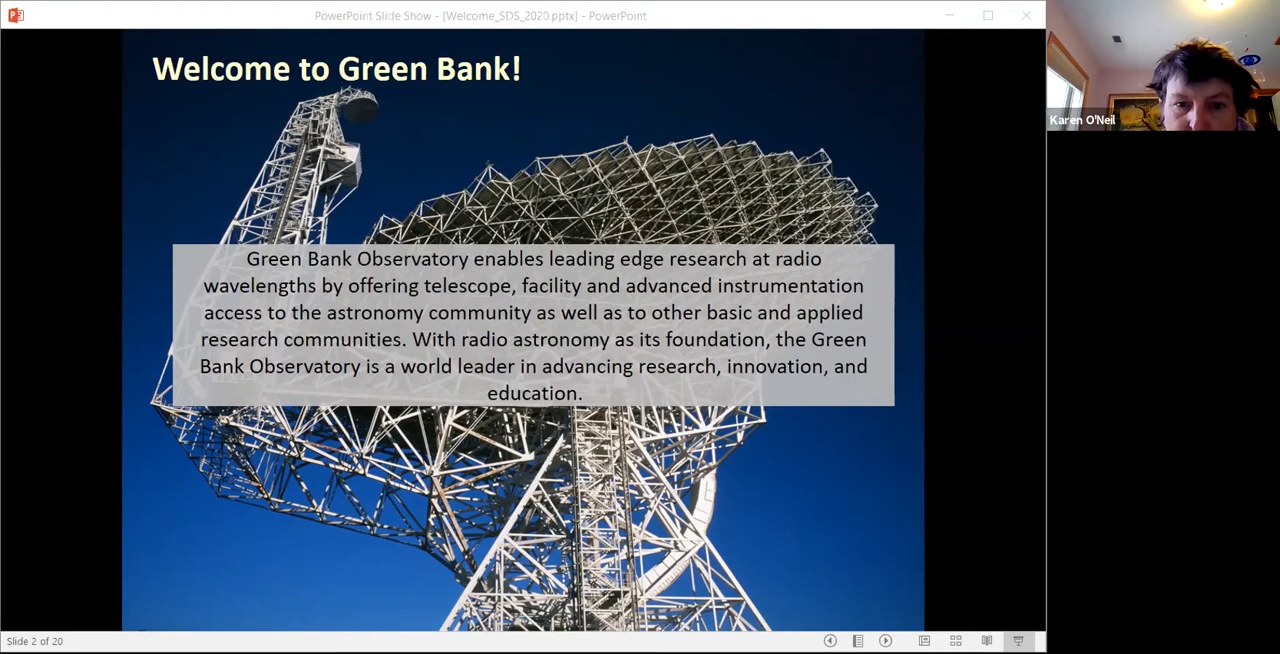 PowerPoint Slide Show - [Welcome_SDS_2020.pptx] - PowerPoint
Welcome to Green Bank!
Karen O'Neil
Green Bank Observatory enables leading edge research at radio
wavelengths by offering telescope, facility and advanced instrumentation
access to the astronomy community as well as to other basic and applied
research communities. With radio astronomy as its foundation, the Green
Bank Observatory is a world leader in advancing research, innovation, and
education.
Slide 2 of 20